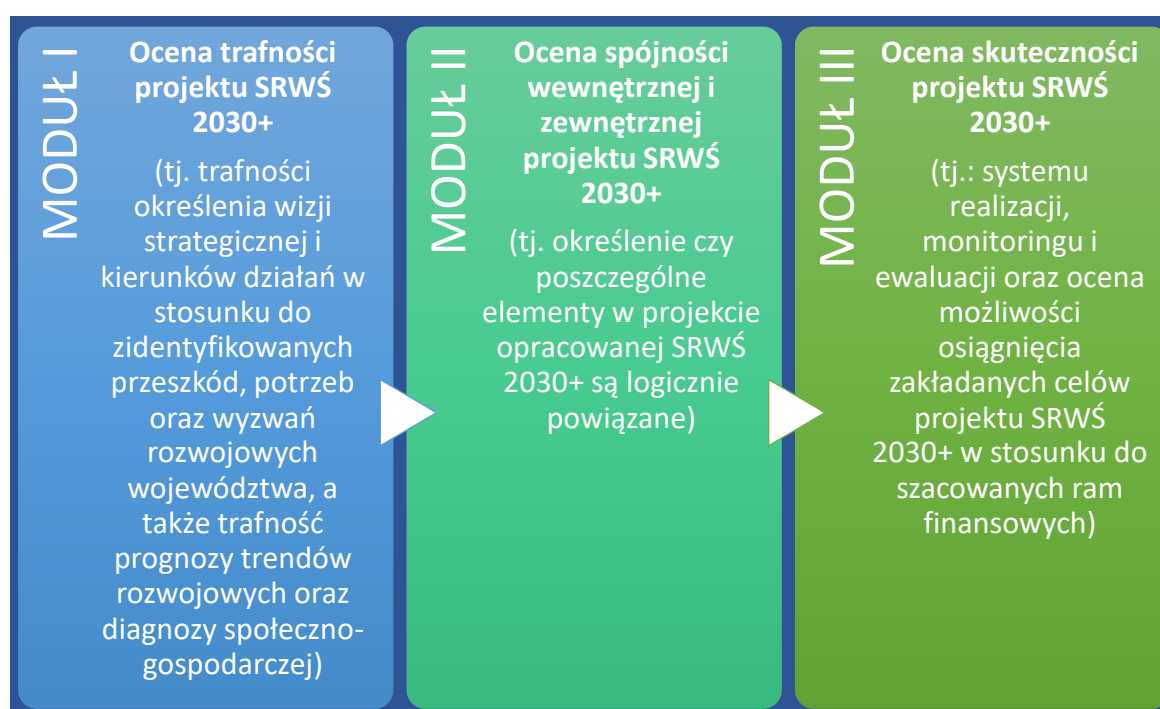 MODUŁ I
Ocena trafności
projektu SRWŚ
2030+
(tj. trafności
określenia wizji
strategicznej i
kierunków działań w
stosunku do
zidentyfikowanych
przeszkód, potrzeb
oraz wyzwań
rozwojowych
województwa, a
także trafność
prognozy trendów
rozwojowych oraz
diagnozy społeczno-
gospodarczej)
MODUŁ II
Ocena spójności
wewnętrznej i
zewnętrznej
projektu SRWŚ
2030+
(tj. określenie czy
poszczególne
elementy w projekcie
opracowanej SRWŚ
2030+ są logicznie
powiązane)
MODUŁ III
Ocena skuteczności
projektu SRWŚ
2030+
(tj.: systemu
realizacji,
monitoringu i
ewaluacji oraz ocena
możliwości
osiągnięcia
zakładanych celów
projektu SRWŚ
2030+ w stosunku do
szacowanych ram
finansowych)